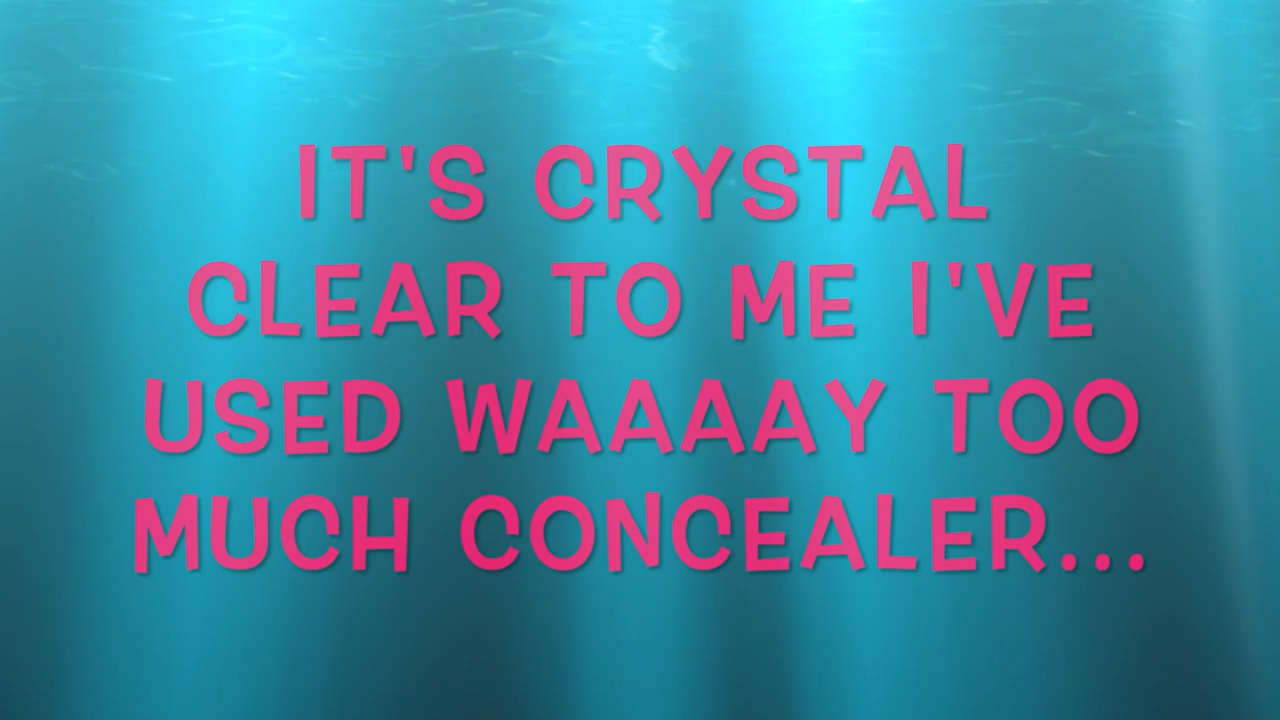 IT'S CRYSTAL
CLEAR TO ME I'VE
USED WAAAAY TOO
MUCH CONCEALER...